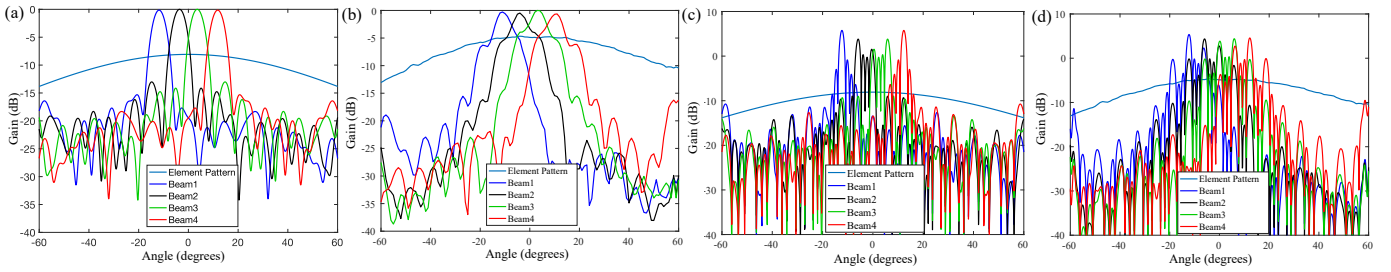 (a)
0
-5
-10
-15
-20
-25
-30
-35
-40
-60
-40
-20
0
20
40
60
Gain (dB)
Angle (degrees)
Element Pattern
Beam1
Beam2
Beam3
Beam4
(b)
0
-5
-10
-15
-20
-25
-30
-35
-40
-60
-40
-20
0
20
40
60
Gain (dB)
Angle (degrees)
Element Pattern
Beam1
Beam2
Beam3
Beam4
(c)
10
0
-10
-20
-30
-40
-60
-40
-20
0
20
40
60
Gain (dB)
Angle (degrees)
Element Pattern
Beam1
Beam2
Beam3
Beam4
(d)
10
0
-10
-20
-30
-40
-60
-40
-20
0
20
40
60
Gain (dB)
Angle (degrees)
Element Pattern
Beam1
Beam2
Beam3
Beam4